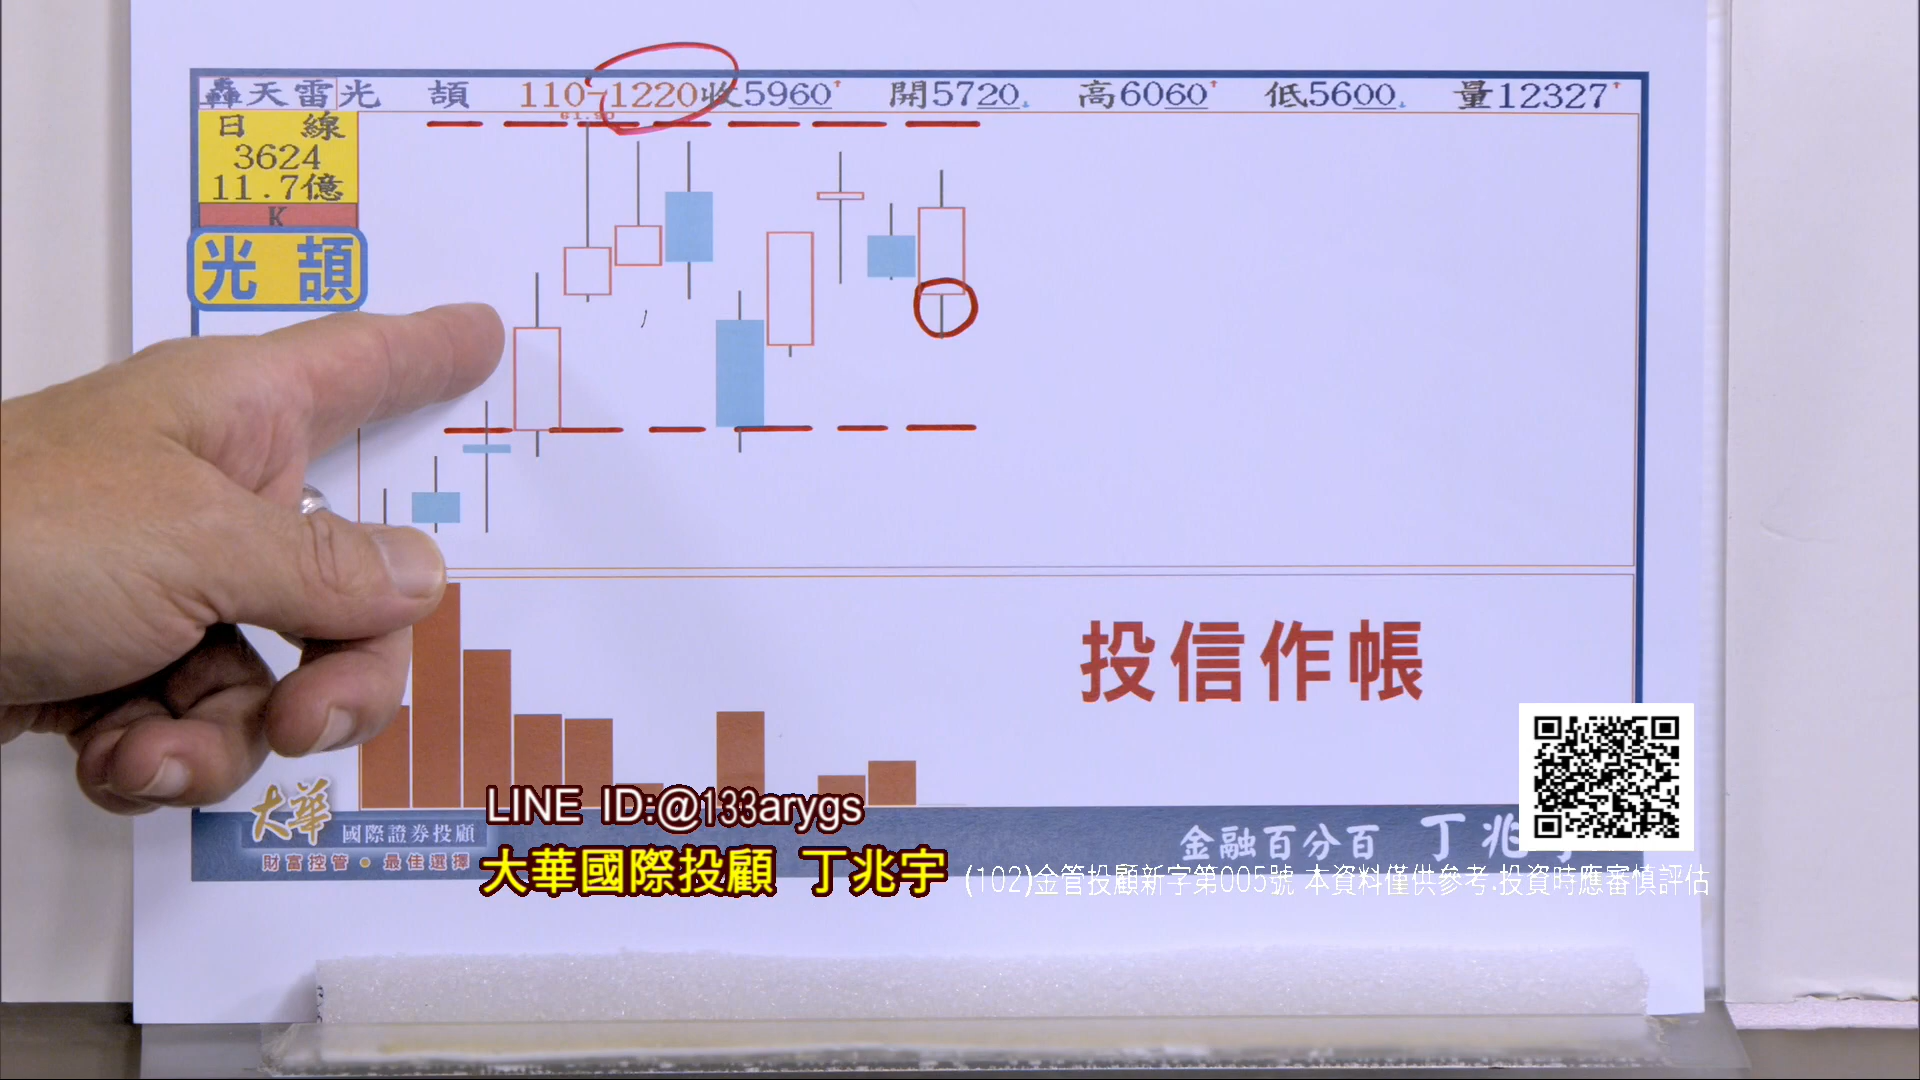 轟天雷光 頡 110-1220收5960 開5720 高6060 低5600 量12327
61.90
日 線
3624
11.7億
K
光 頡
投信作帳
LINE ID:@133arygs
大華
國際證券投顧
財富控管 • 最佳選擇
金融百分百 丁兆
大華國際投顧 丁兆宇 (102)金管投顧新字第005號 本資料僅供參考.投資時應審慎評估